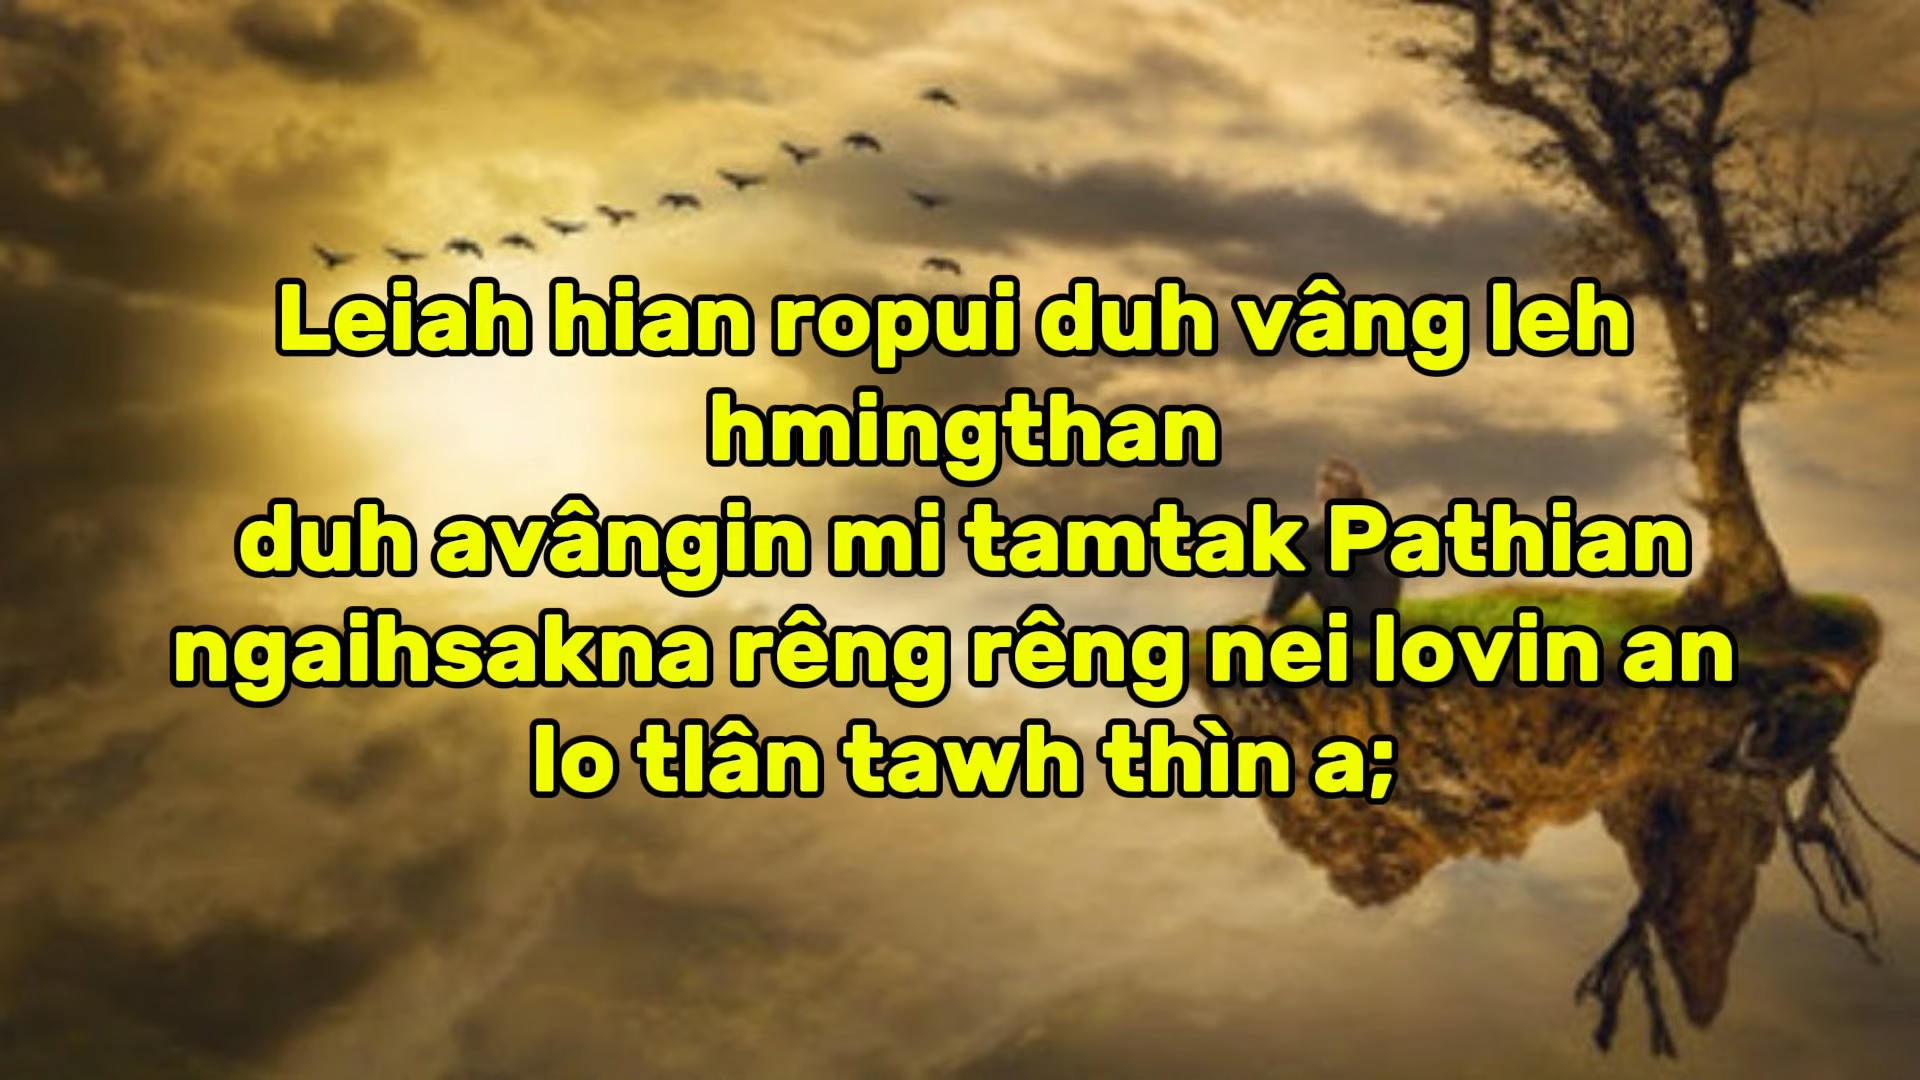 Leiah hian ropui duh vâng leh
hmingthan
duh avângin mi tamtak Pathian
ngaihsakna rêng rêng nei lovin an
lo tlân tawh thìn a;